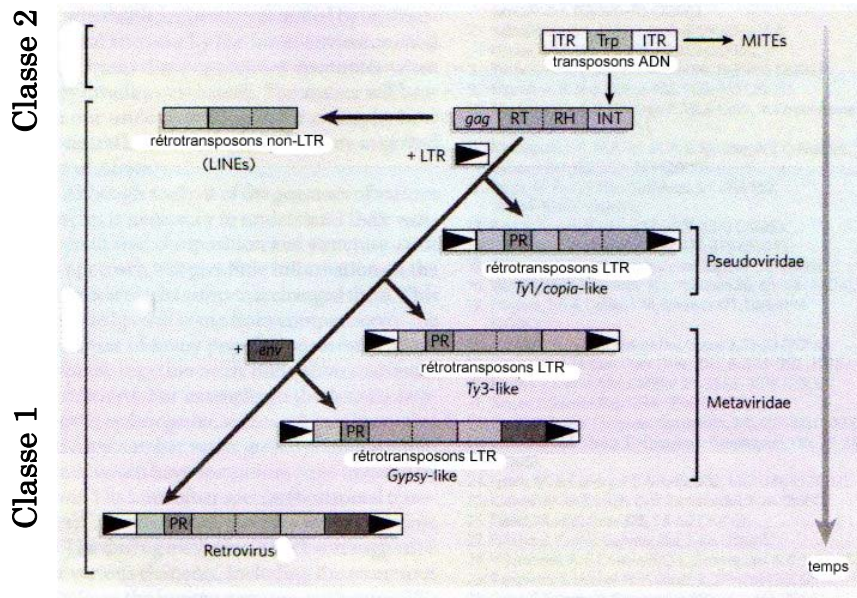 Classe 2
ITR Trp ITR
MITEs
transposons ADN
gag RT RH INT
rétrotransposons non-LTR
(LINEs)
+ LTR
PR
rétrotransposons LTR
Ty1/copia-like
Pseudoviridae
+ env
PR
rétrotransposons LTR
Ty3-like
Metaviridae
Classe 1
PR
rétrotransposons LTR
Gypsy-like
PR
Retrovirus
temps